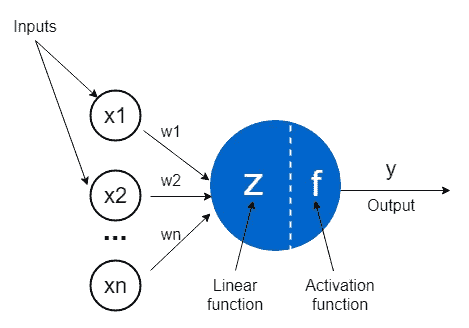 Inputs
x1
w1
x2
w2
...
wn
xn
z
f
y
Output
Linear
function
Activation
function